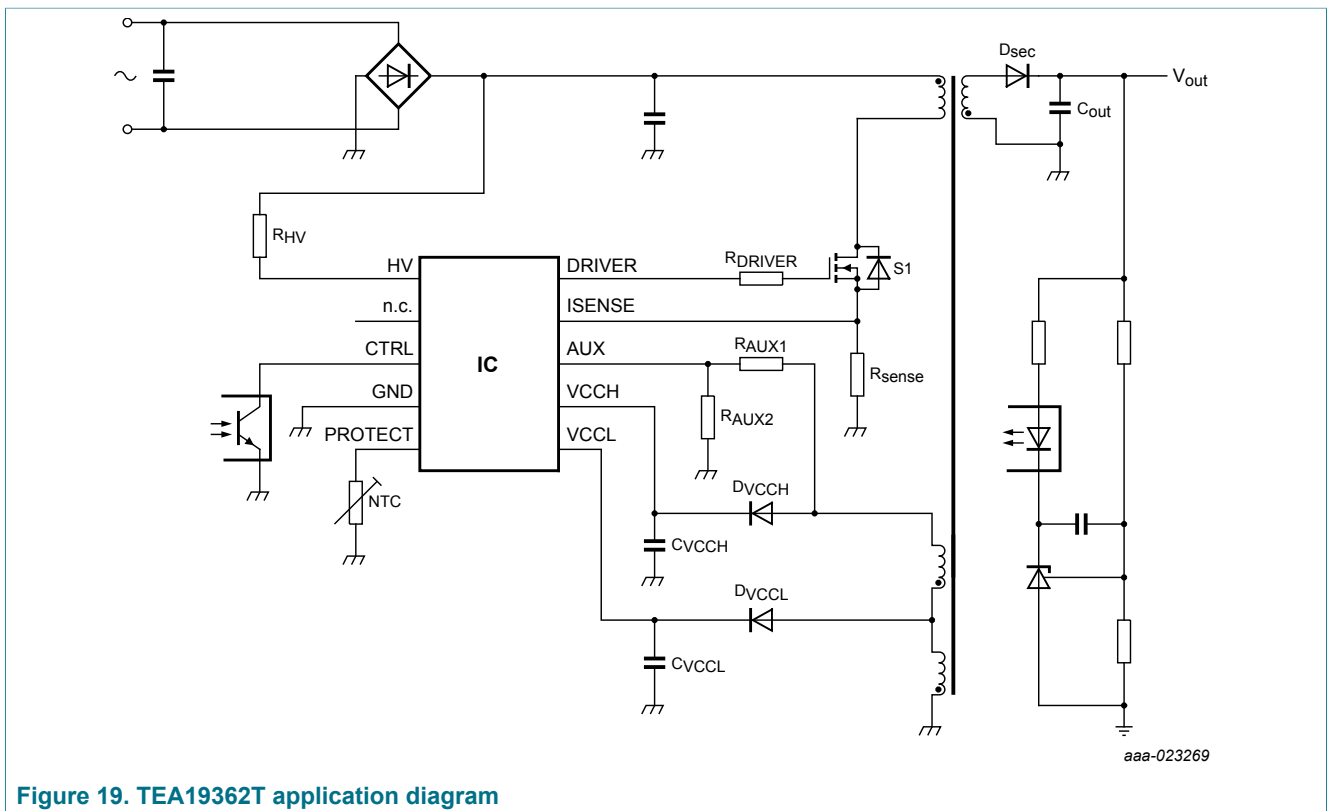 Dsec
Vout
Cout
RHV
HV
DRIVER
RDRIVER
S1
n.c.
ISENSE
CTRL
IC
AUX
RAUX1
Rsense
GND
VCCH
RAUX2
PROTECT
VCCL
NTC
DVCCH
CVCCH
DVCCL
CVCCL
aaa-023269
Figure 19. TEA19362T application diagram